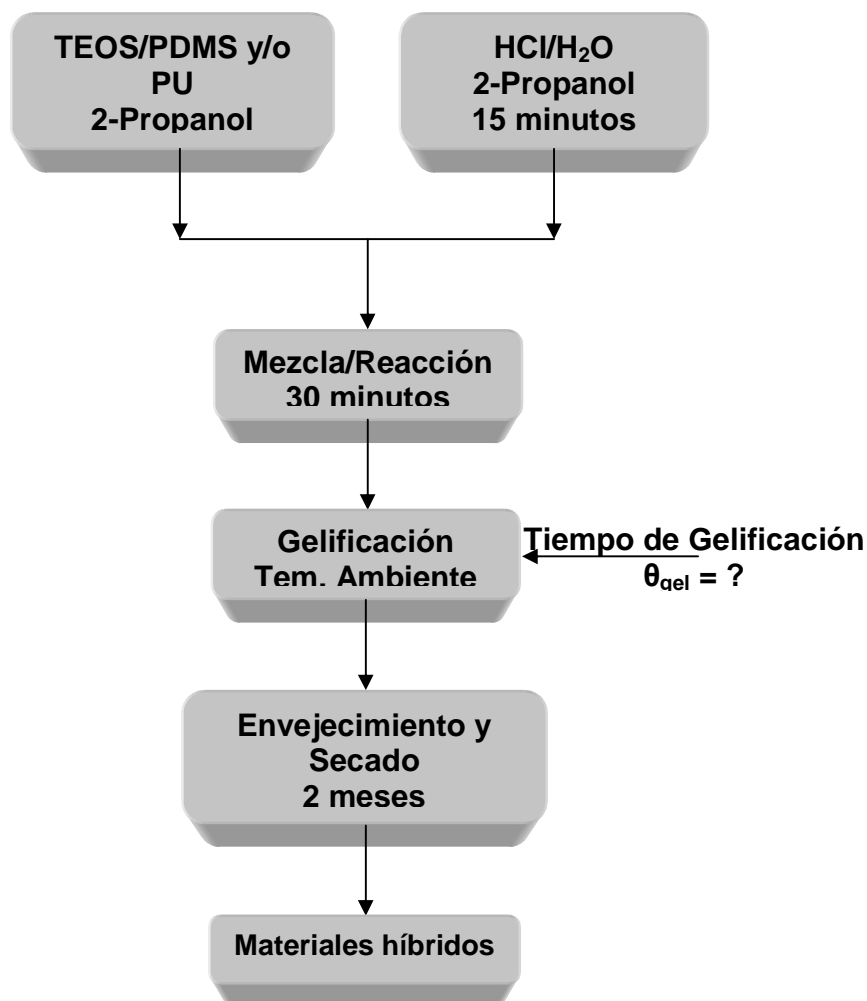 TEOS/PDMS y/o
PU
2-Propanol
HCl/H₂O
2-Propanol
15 minutos
Mezcla/Reacción
30 minutos
Gelificación
Tem. Ambiente
Tiempo de Gelificación
θgel = ?
Envejecimiento y
Secado
2 meses
Materiales híbridos